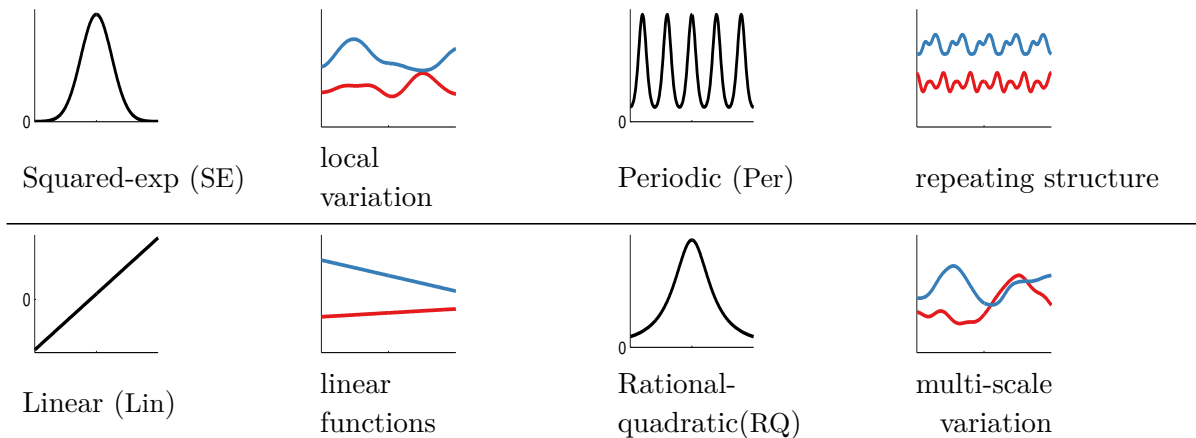 0
0
Squared-exp (SE)
local
variation
Periodic (Per)
repeating structure
0
0
Linear (Lin)
linear
functions
Rational-
quadratic(RQ)
multi-scale
variation